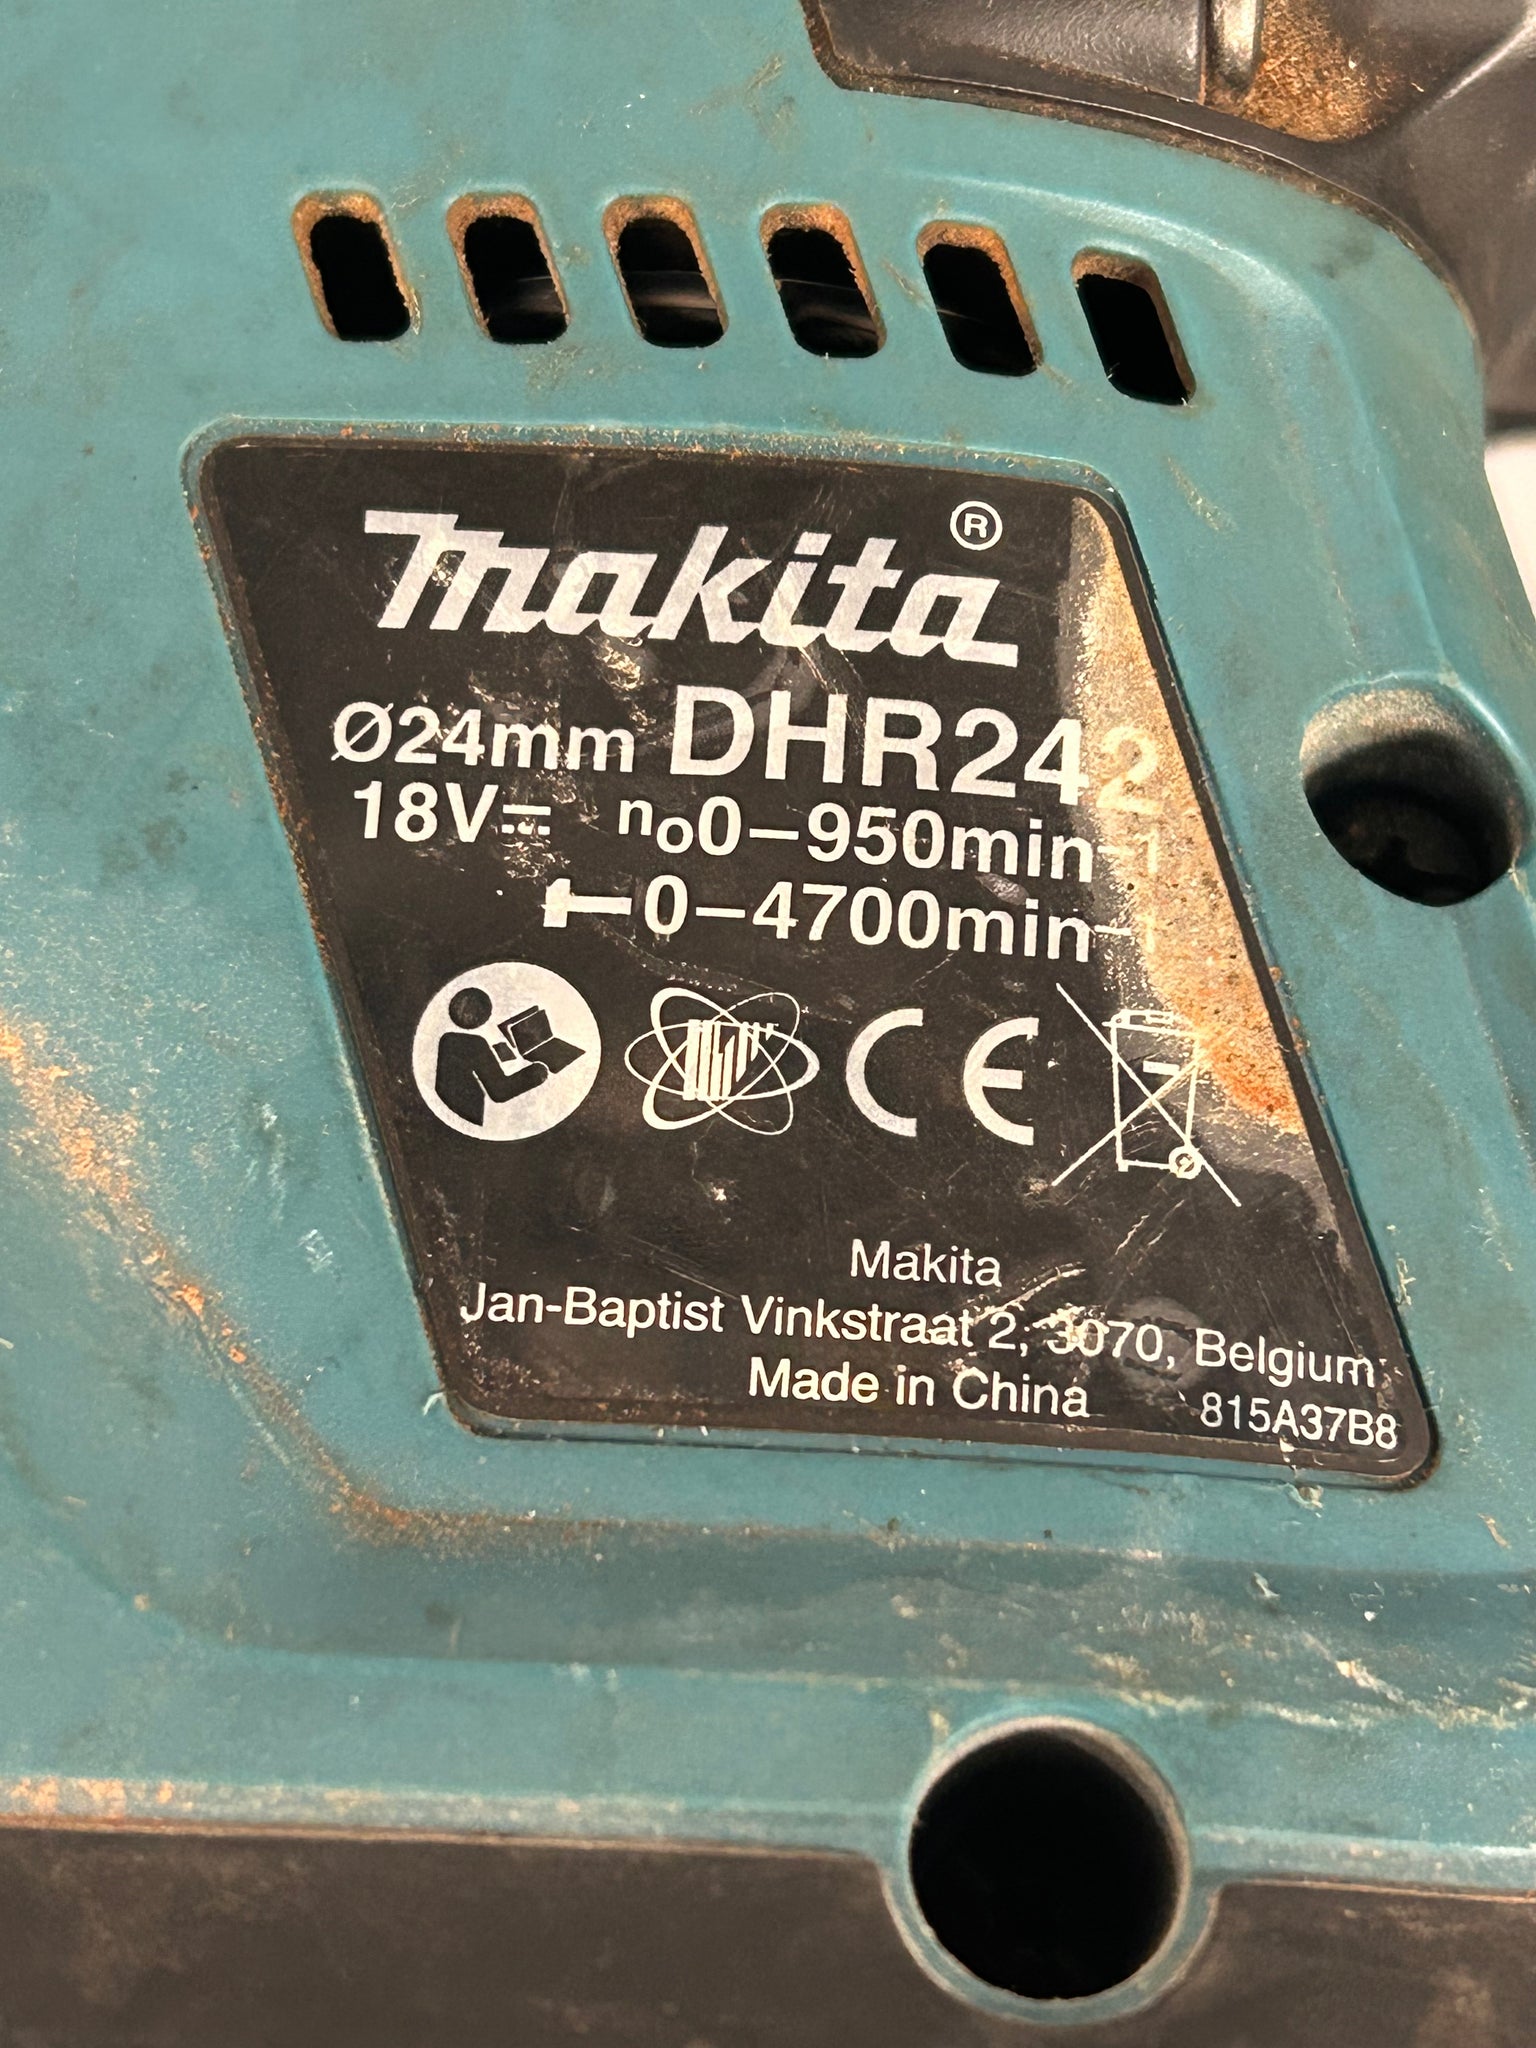 makita®
Ø24mm DHR242
18V⎓ n₀0–950min⁻¹
0–4700min⁻¹
CE
Makita
Jan-Baptist Vinkstraat 2, 3070, Belgium
Made in China 815A37B8